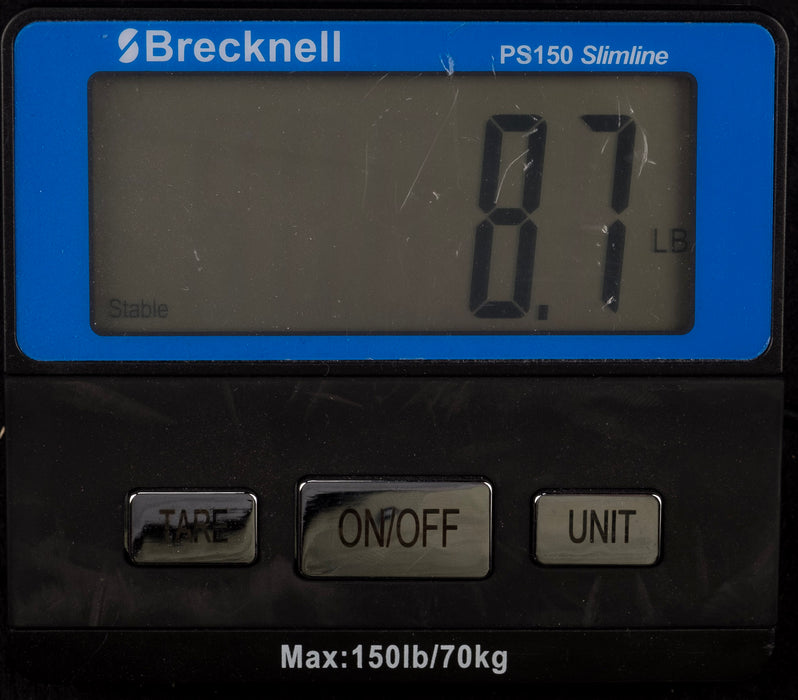 Brecknell
PS150 Slimline
8.7
LB
Stable
TARE ON/OFF UNIT
Max:150lb/70kg